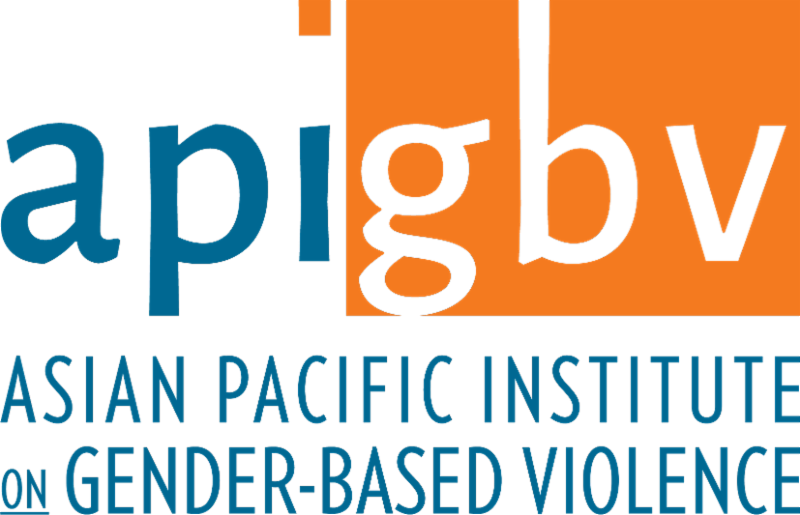 apigbv
ASIAN PACIFIC INSTITUTE
ON GENDER-BASED VIOLENCE